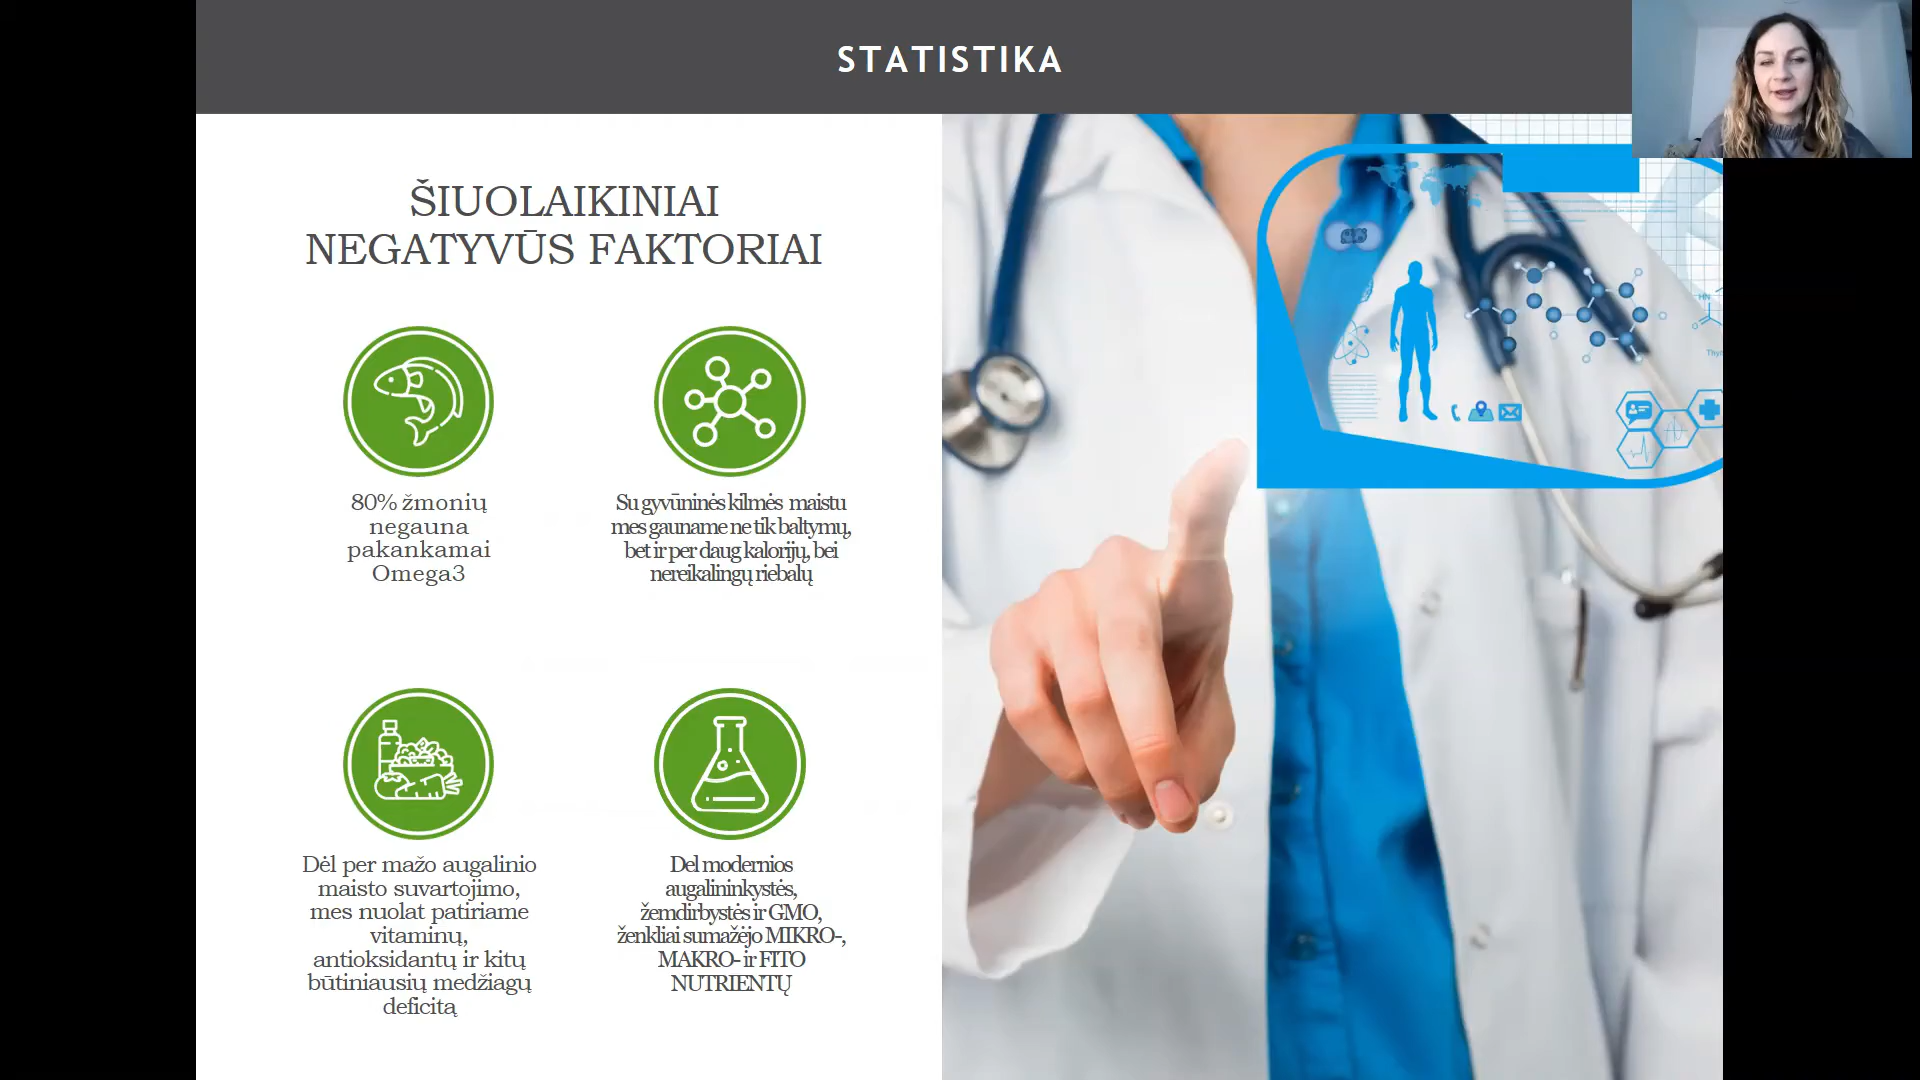 STATISTIKA
ŠIUOLAIKINIAI
NEGATYVŪS FAKTORIAI
80% žmonių
negauna
pakankamai
Omega3
Su gyvūninės kilmės maistu
mes gauname ne tik baltymų,
bet ir per daug kalorijų, bei
nereikalingų riebalų
Dėl per mažo augalinio
maisto suvartojimo,
mes nuolat patiriame
vitaminų,
antioksidantų ir kitų
būtiniausių medžiagų
deficitą
Del modernios
augalininkystės,
žemdirbystės ir GMO,
ženkliai sumažėjo MIKRO-,
MAKRO- ir FITO
NUTRIENTŲ
HN